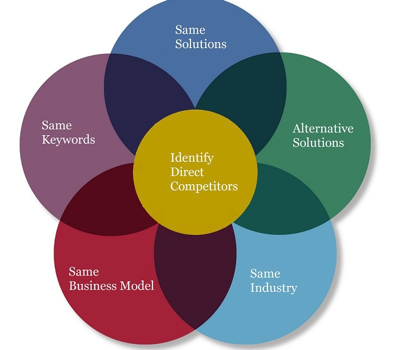 Same
Solutions
Same
Keywords
Alternative
Solutions
Identify
Direct
Competitors
Same
Business Model
Same
Industry